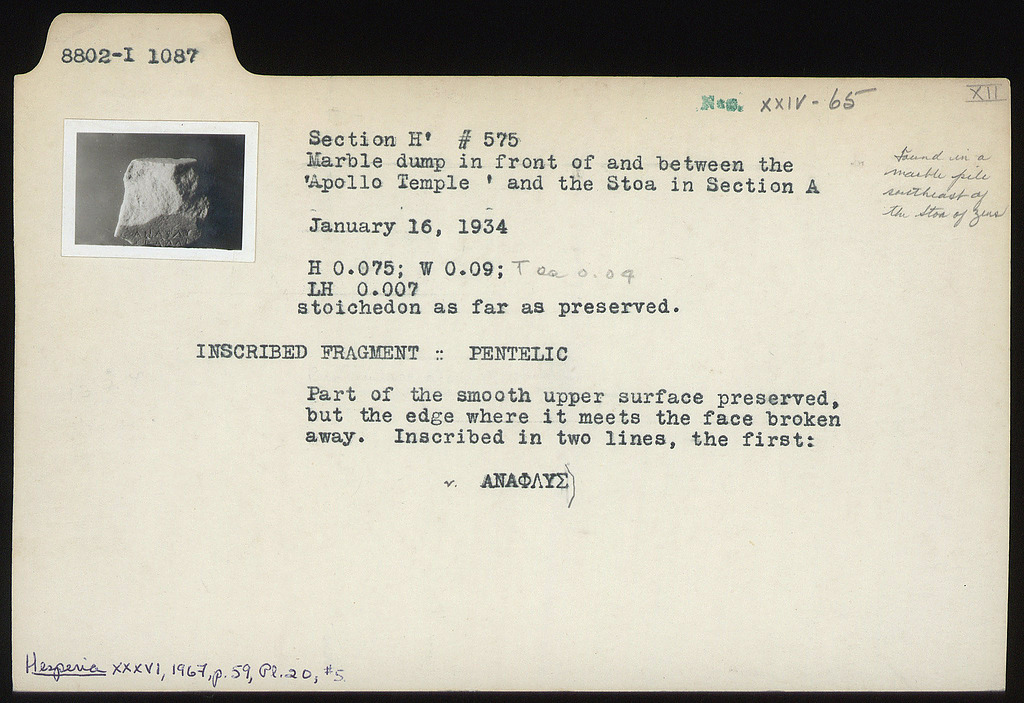 8802-I 1087
Neg. XXIV-65
XII
Section H' # 575
Marble dump in front of and between the
'Apollo Temple ' and the Stoa in Section A
Found in a
marble pile
southeast of
the Stoa of Zeus
January 16, 1934
H 0.075; W 0.09; T ca 0.09
LH 0.007
stoichedon as far as preserved.
INSCRIBED FRAGMENT :: PENTELIC
Part of the smooth upper surface preserved,
but the edge where it meets the face broken
away. Inscribed in two lines, the first:
v. ΑΝΑΦΛΥΣ)
Hesperia XXXVI, 1967, p. 59, Pl. 20, #5